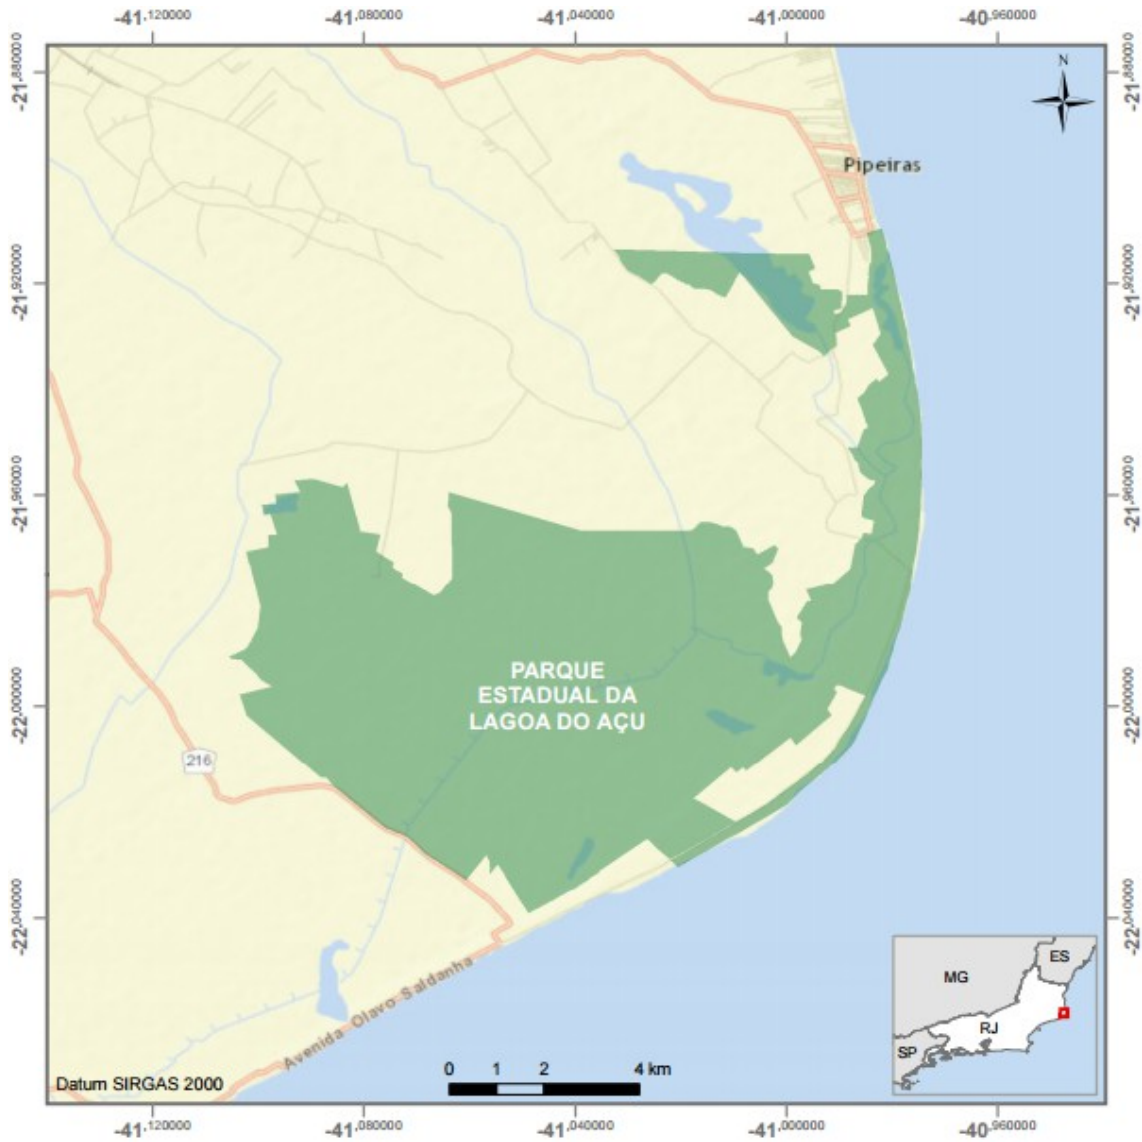 -41,120000 -41,080000 -41,040000 -41,000000 -40,960000
-21,880000 -21,880000
N
Pipeiras
-21,920000 -21,920000
-21,960000 -21,960000
PARQUE
ESTADUAL DA
LAGOA DO AÇU
-22,000000 -22,000000
216
-22,040000 -22,040000
Avenida Olavo Saldanha
MG
ES
RJ
SP
0 1 2 4 km
Datum SIRGAS 2000
-41,120000 -41,080000 -41,040000 -41,000000 -40,960000